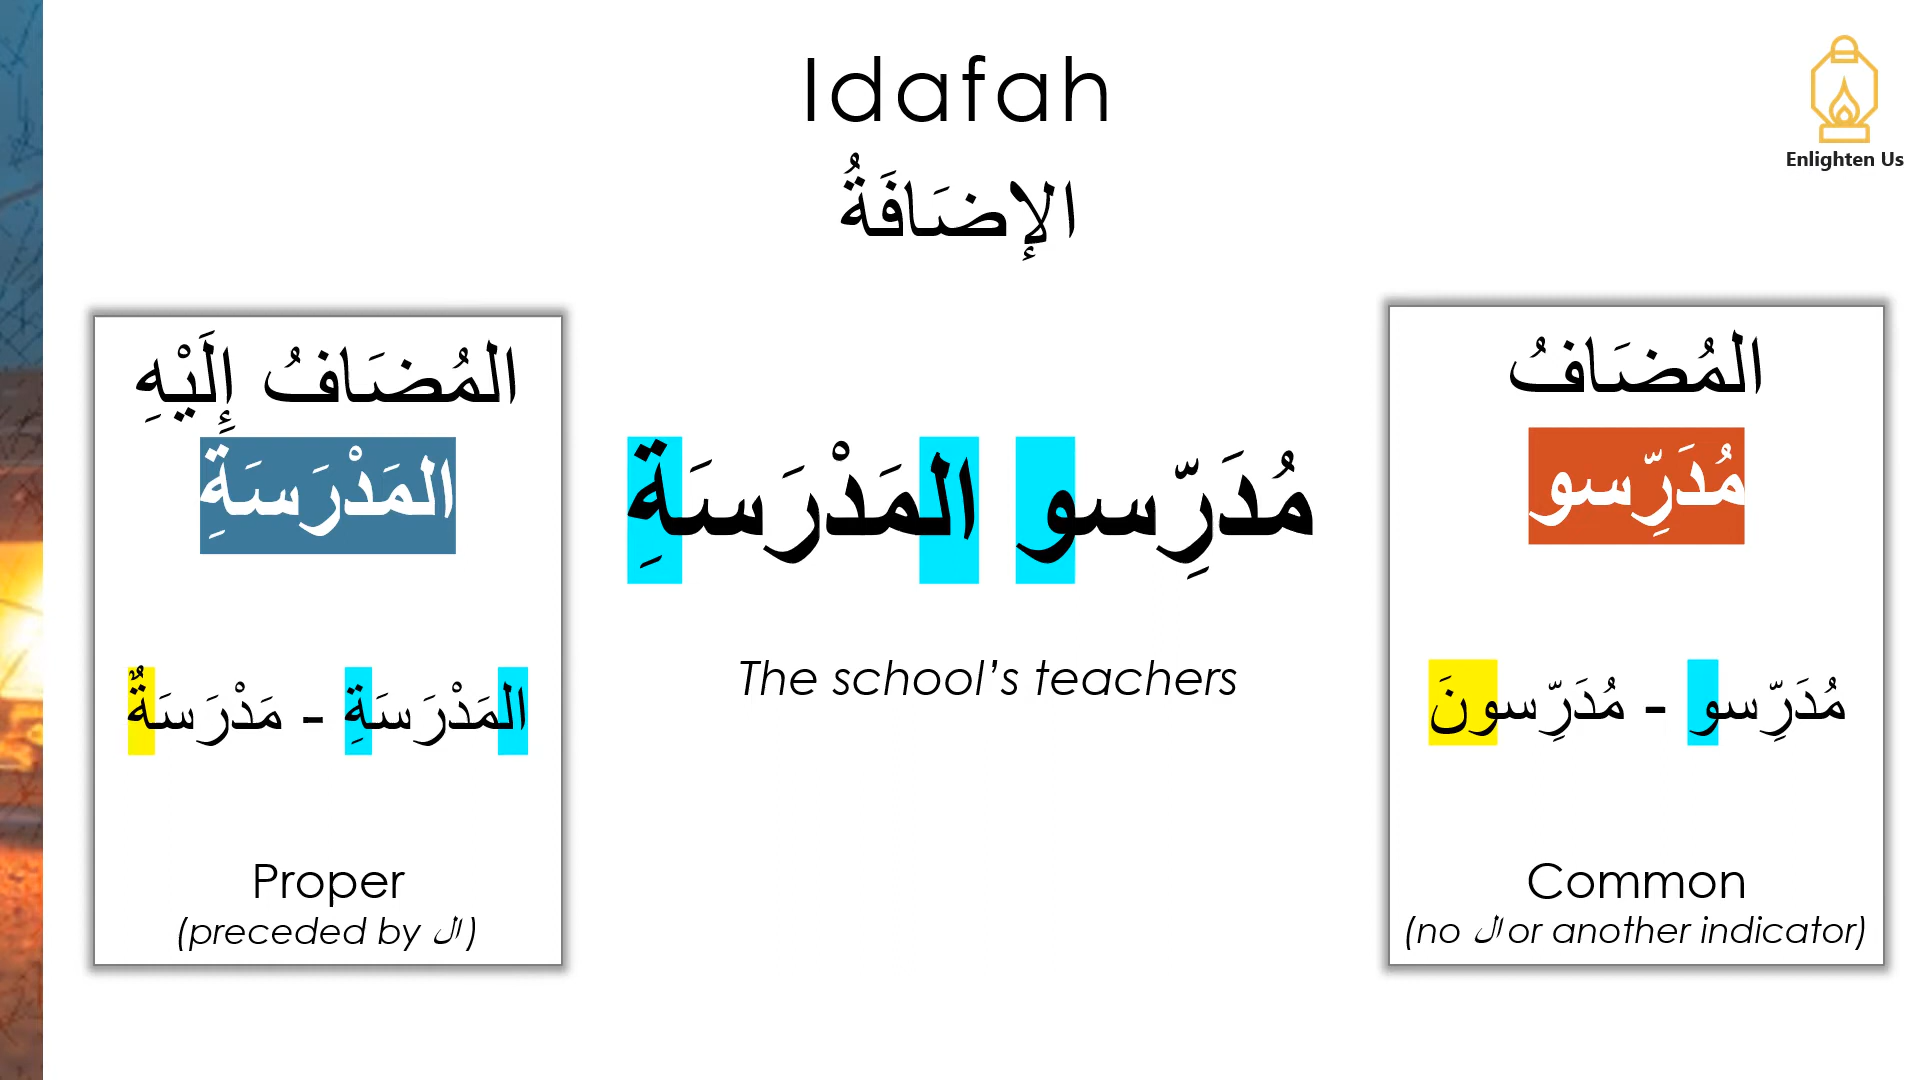 Idafah
الإضَافَةُ
Enlighten Us
المُضَافُ
مُدَرِّسو
مُدَرِّسو - مُدَرِّسونَ
Common
(no ال or another indicator)
مُدَرِّسو المَدْرَسَةِ
The school’s teachers
المُضَافُ إِلَيْهِ
المَدْرَسَةِ
المَدْرَسَةِ - مَدْرَسَةٌ
Proper
(preceded by ال)